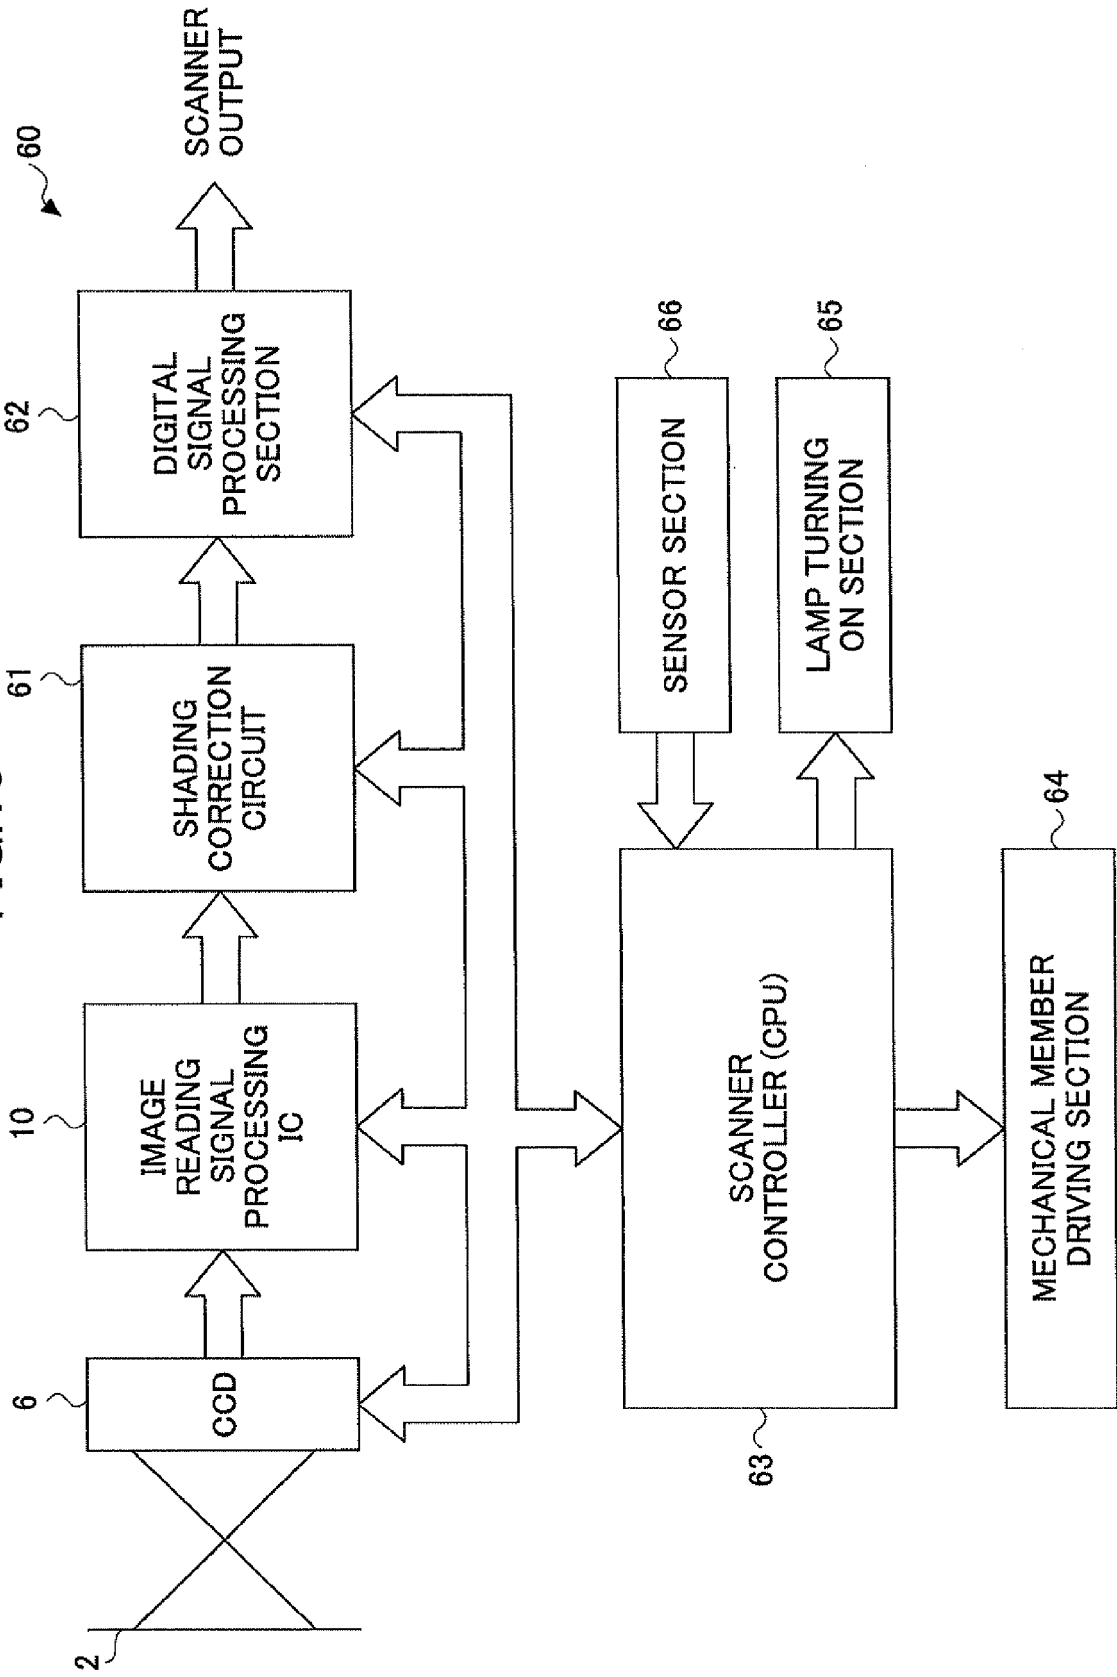 60
2
6
10
61
62
CCD
IMAGE
READING
SIGNAL
PROCESSING
IC
SHADING
CORRECTION
CIRCUIT
DIGITAL
SIGNAL
PROCESSING
SECTION
SCANNER
OUTPUT
63
SCANNER
CONTROLLER (CPU)
SENSOR SECTION
66
LAMP TURNING
ON SECTION
65
MECHANICAL MEMBER
DRIVING SECTION
64